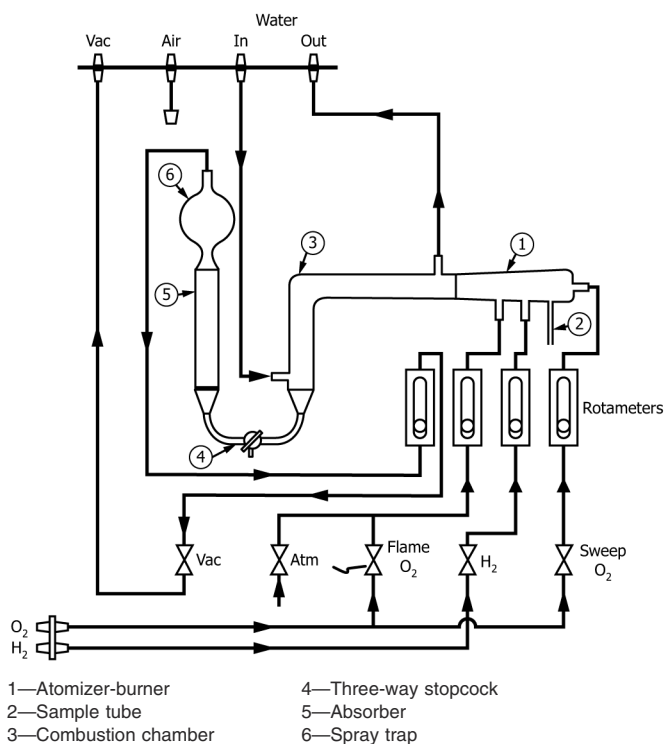 Water
Vac Air In Out
6
3
1
5
2
Rotameters
4
Vac
Atm
Flame
O₂
H₂
Sweep
O₂
O₂
H₂
1—Atomizer-burner
2—Sample tube
3—Combustion chamber
4—Three-way stopcock
5—Absorber
6—Spray trap